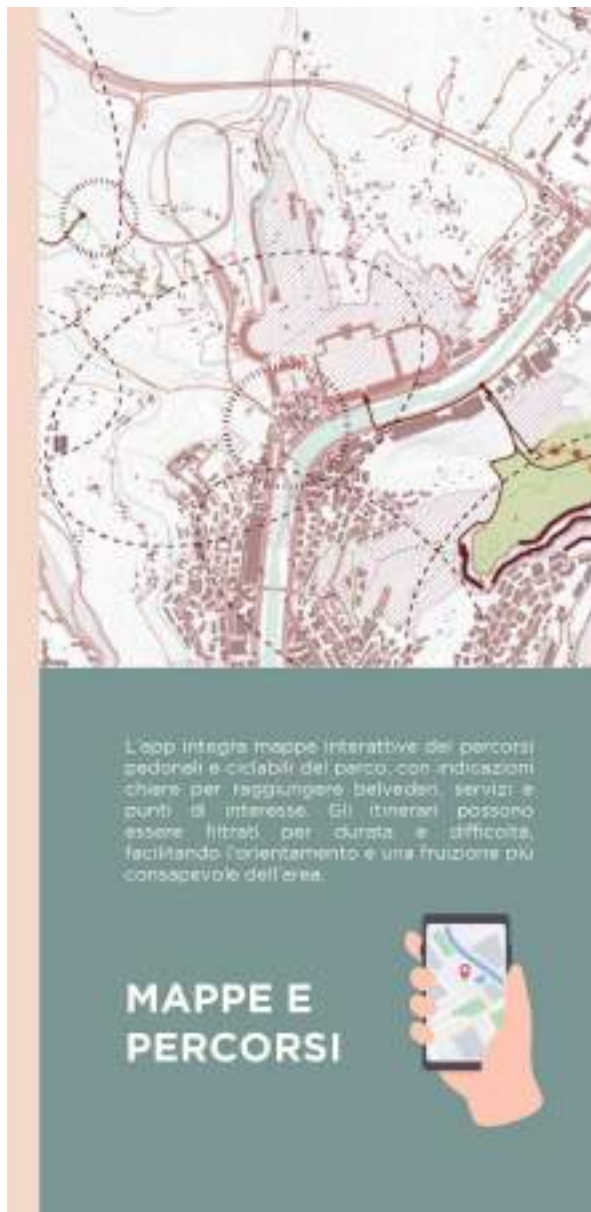 L'app integra mappe interattive dei percorsi
pedonali e ciclabili del parco, con indicazioni
chiare per raggiungere belvederi, servizi e
punti di interesse. Gli itinerari possono
essere filtrati per durata e difficoltà,
facilitando l'orientamento e una fruizione più
consapevole dell'area.
MAPPE E
PERCORSI